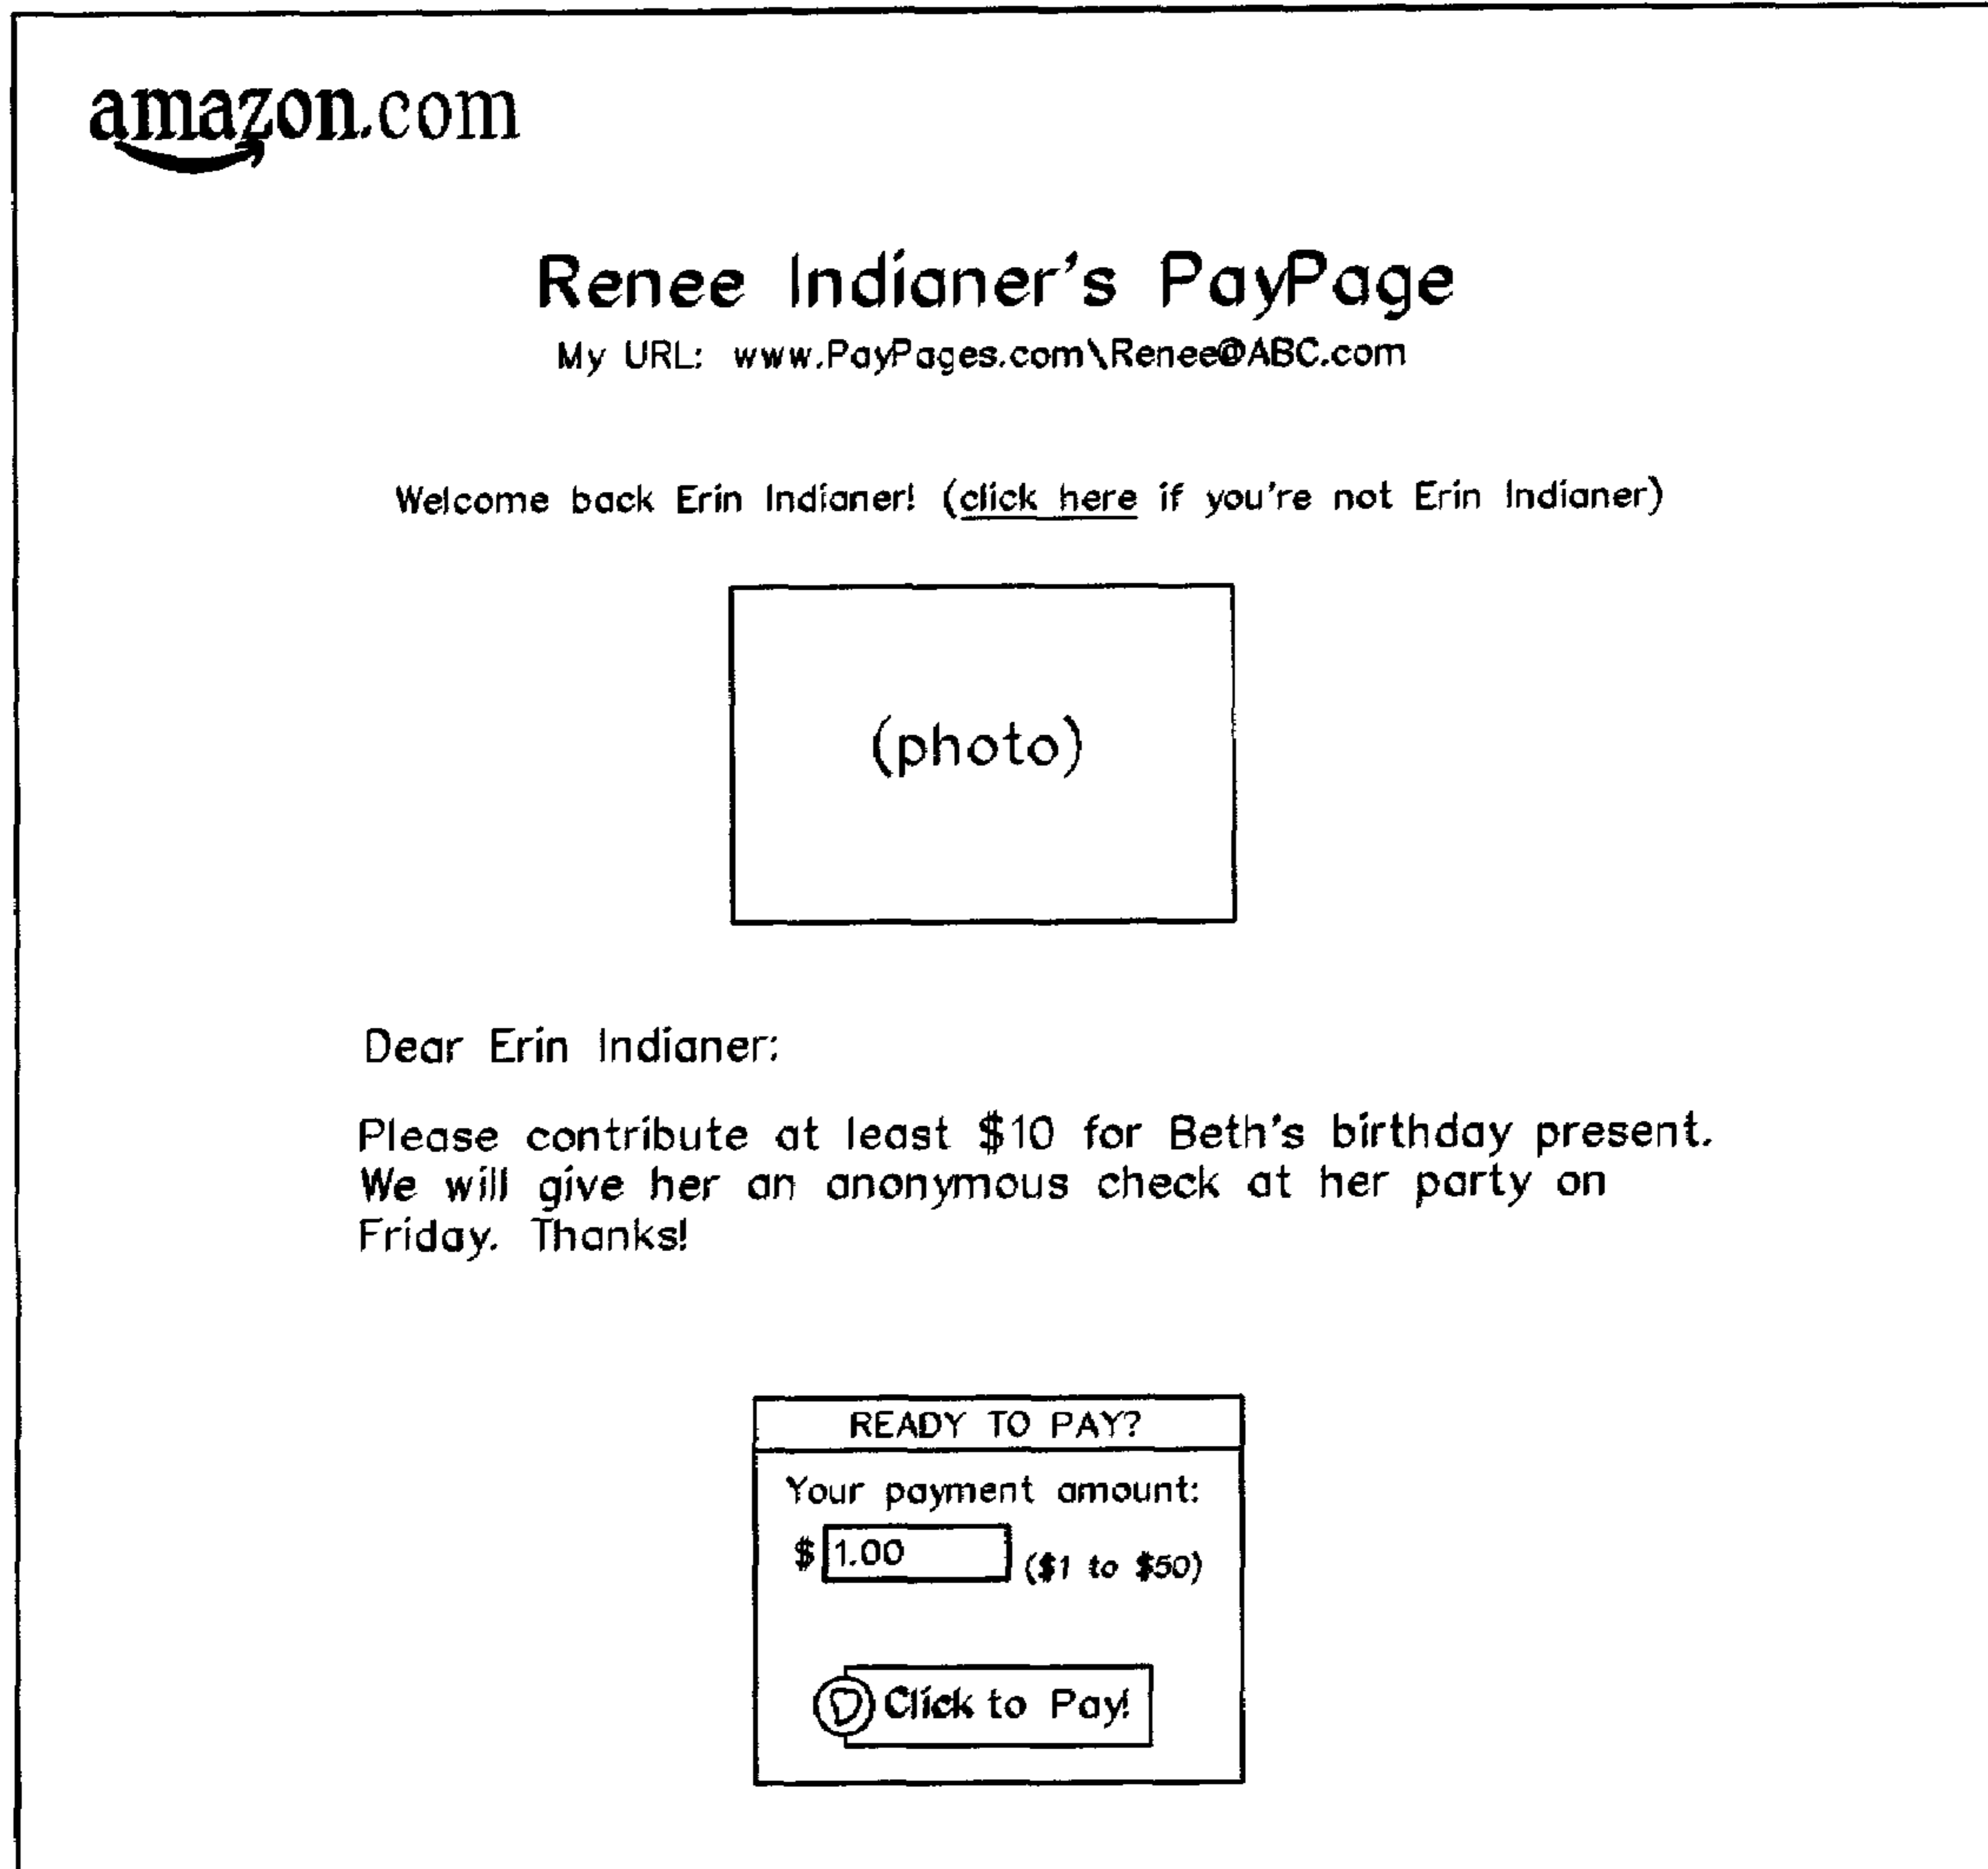 amazon.com
Renee Indianer's PayPage
My URL: www.PayPages.com\Renee@ABC.com
Welcome back Erin Indianer! (click here if you're not Erin Indianer)
(photo)
Dear Erin Indianer:
Please contribute at least $10 for Beth's birthday present.
We will give her an anonymous check at her party on
Friday. Thanks!
READY TO PAY?
Your payment amount:
$ 1.00 ($1 to $50)
Click to Pay!